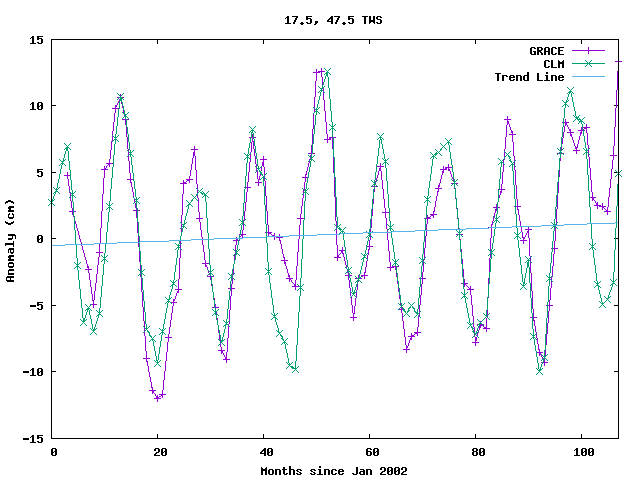 17.5, 47.5 TWS
GRACE
CLM
Trend Line
15
10
5
0
-5
-10
-15
Anomaly (cm)
0 20 40 60 80 100
Months since Jan 2002